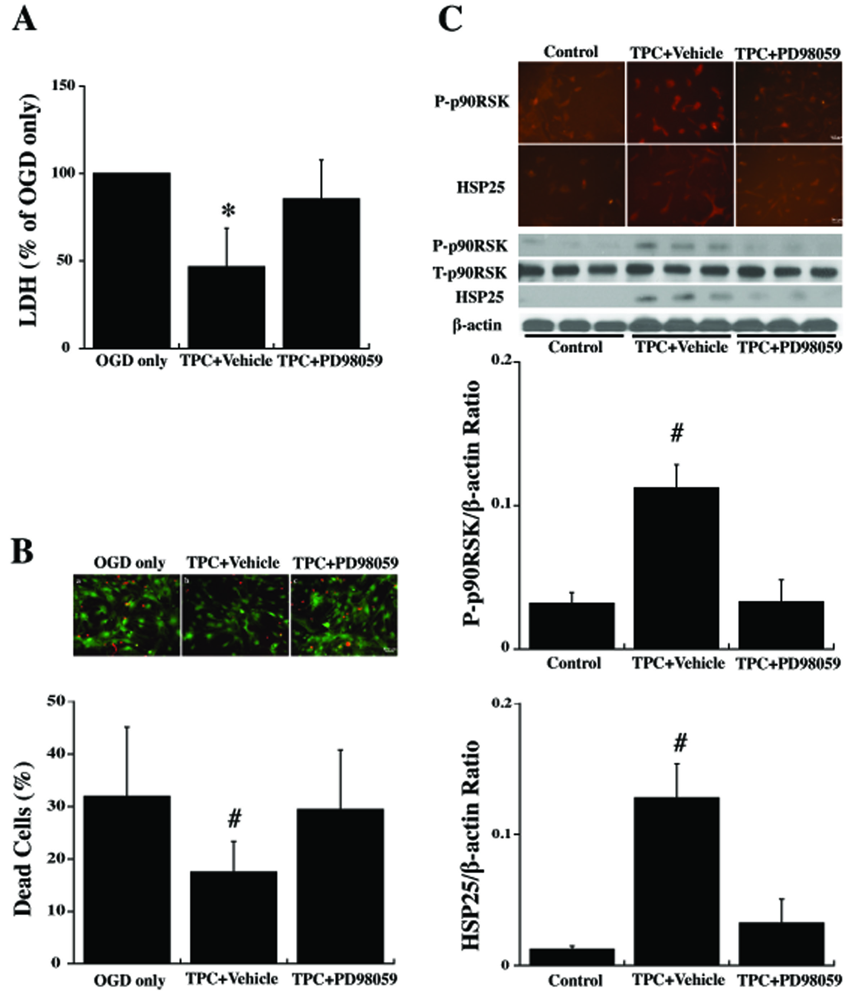 A
150
100
50
0
LDH (% of OGD only)
*
OGD only TPC+Vehicle TPC+PD98059
B
OGD only TPC+Vehicle TPC+PD98059
a b c
50
40
30
20
10
0
Dead Cells (%)
#
OGD only TPC+Vehicle TPC+PD98059
C
Control TPC+Vehicle TPC+PD98059
P-p90RSK
HSP25
P-p90RSK
T-p90RSK
HSP25
β-actin
Control TPC+Vehicle TPC+PD98059
0.2
0.1
0
P-p90RSK/β-actin Ratio
#
Control TPC+Vehicle TPC+PD98059
0.2
0.1
0
HSP25/β-actin Ratio
#
Control TPC+Vehicle TPC+PD98059